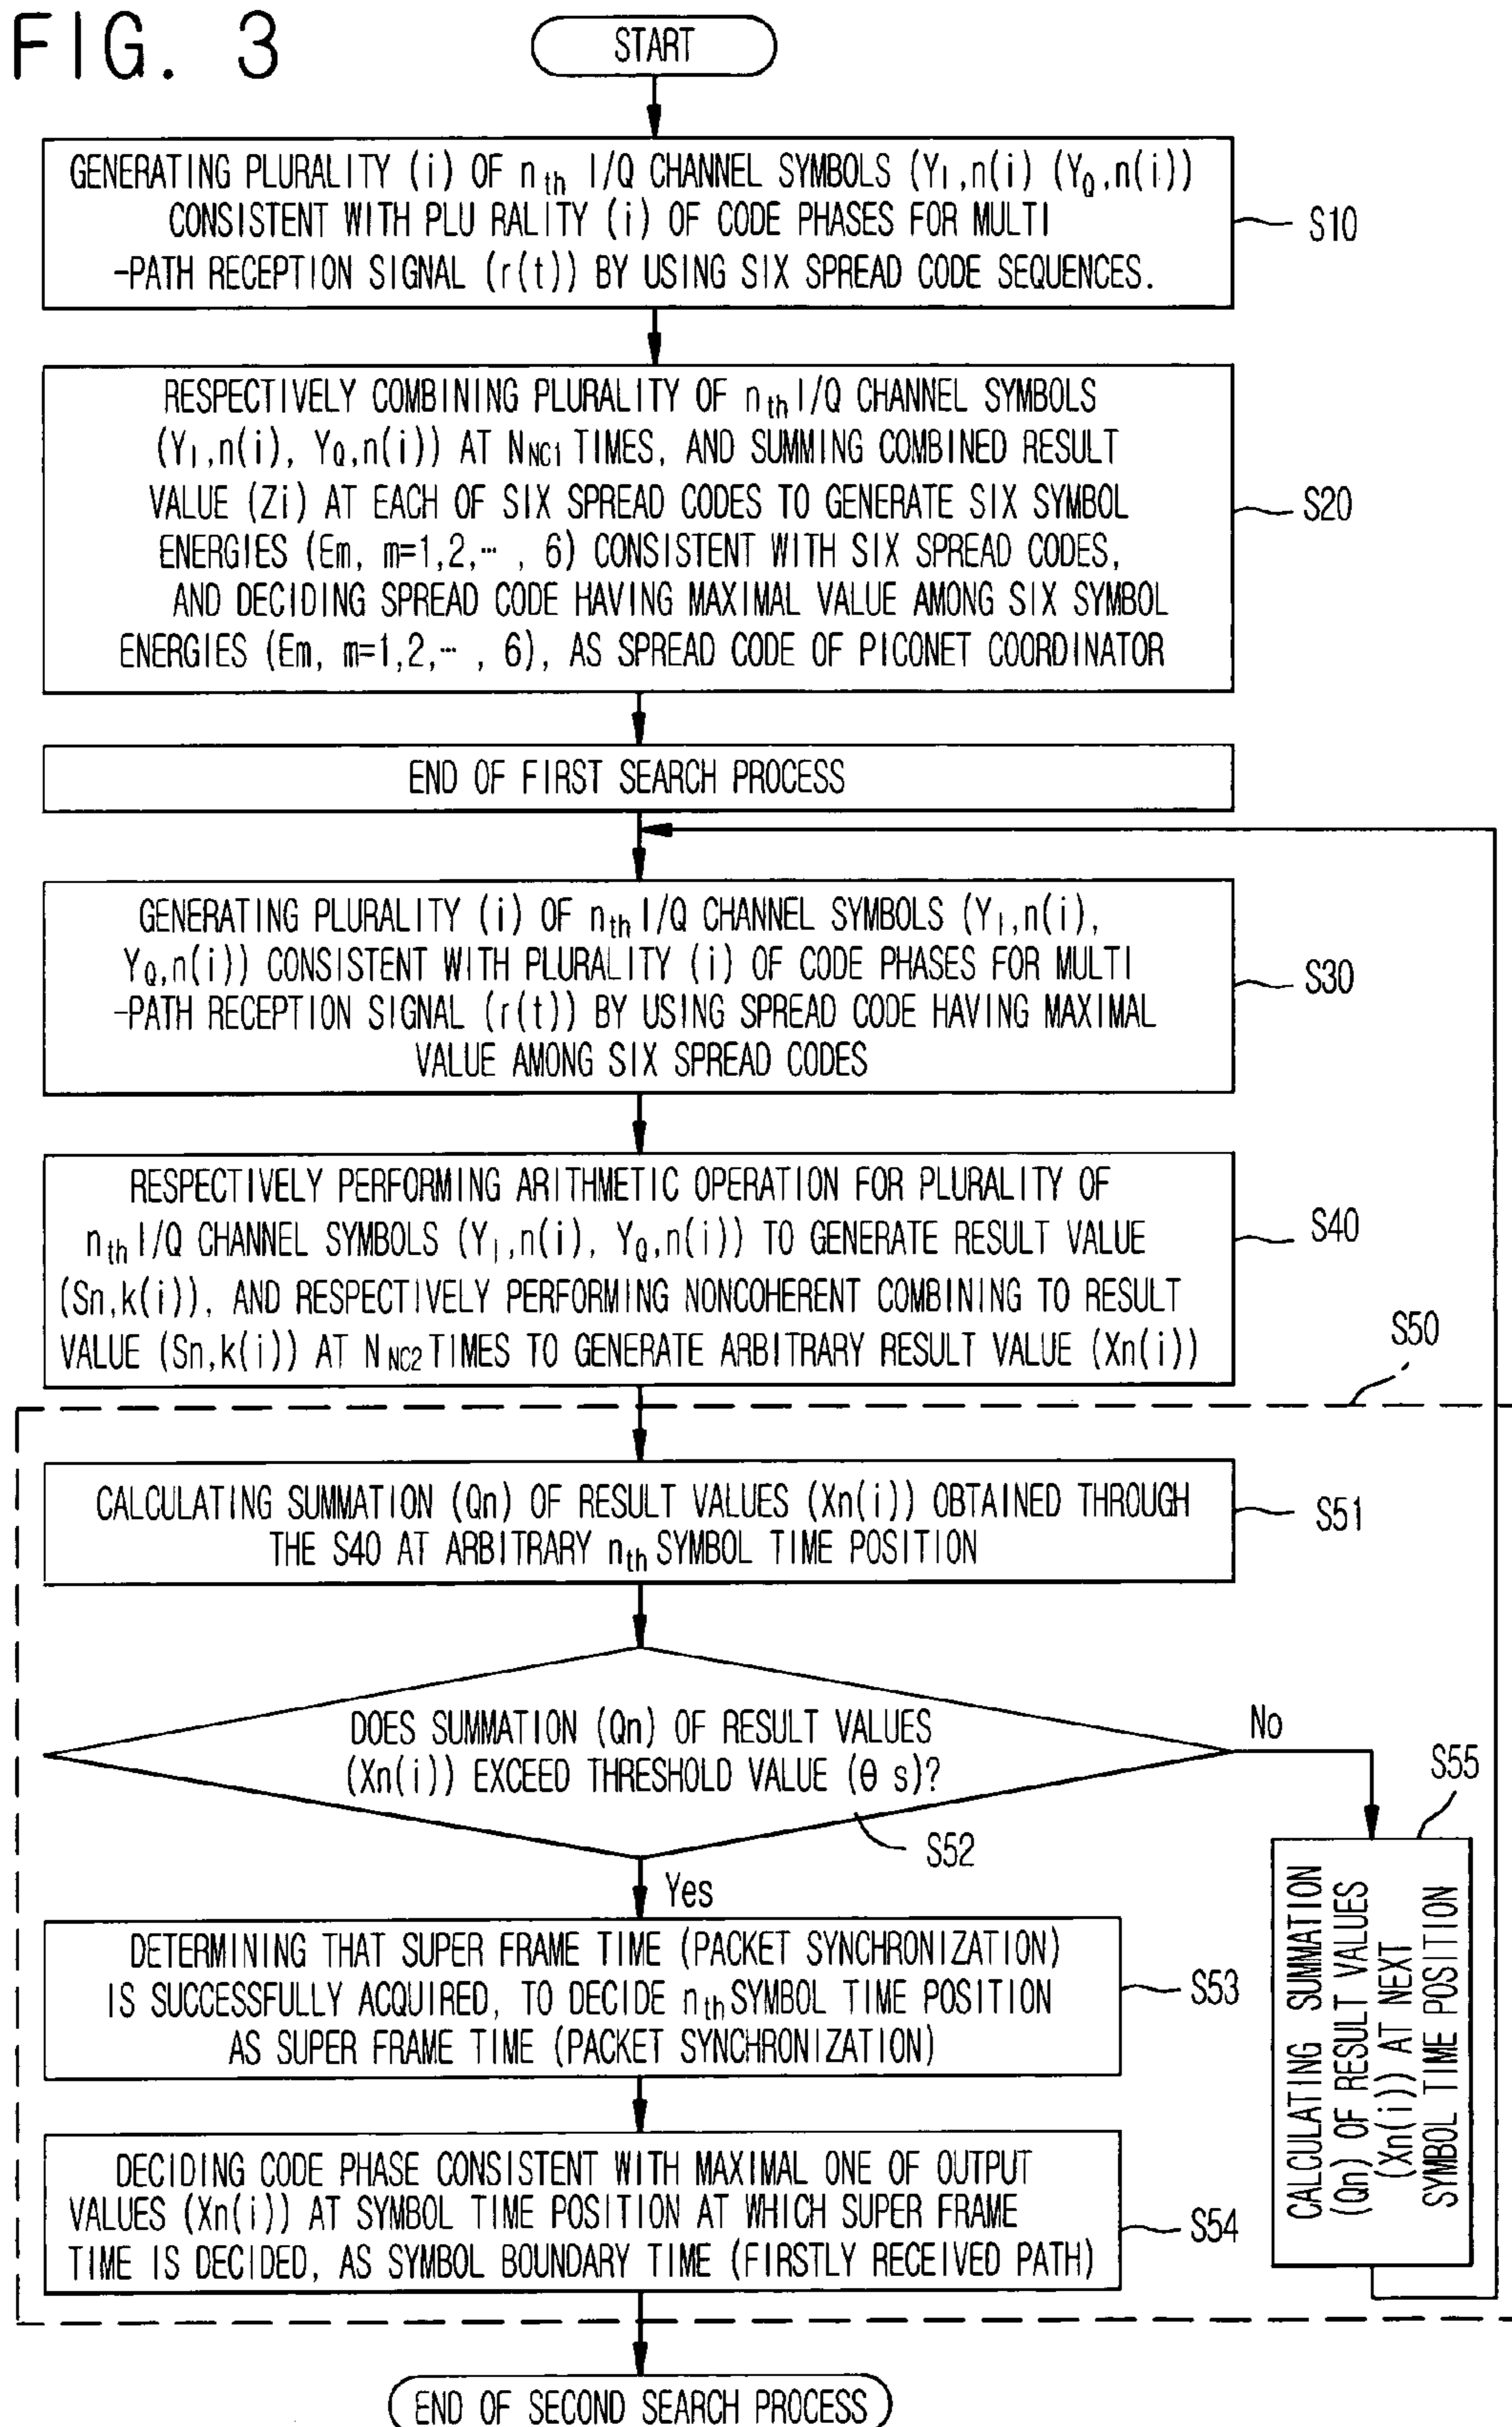 FIG. 3
START
GENERATING PLURALITY (i) OF nth I/Q CHANNEL SYMBOLS (YI,n(i) (YQ,n(i))
CONSISTENT WITH PLU RALITY (i) OF CODE PHASES FOR MULTI
-PATH RECEPTION SIGNAL (r(t)) BY USING SIX SPREAD CODE SEQUENCES.
S10
RESPECTIVELY COMBINING PLURALITY OF nth I/Q CHANNEL SYMBOLS
(YI,n(i), YQ,n(i)) AT NNC1 TIMES, AND SUMMING COMBINED RESULT
VALUE (Zi) AT EACH OF SIX SPREAD CODES TO GENERATE SIX SYMBOL
ENERGIES (Em, m=1,2,… , 6) CONSISTENT WITH SIX SPREAD CODES,
AND DECIDING SPREAD CODE HAVING MAXIMAL VALUE AMONG SIX SYMBOL
ENERGIES (Em, m=1,2,… , 6), AS SPREAD CODE OF PICONET COORDINATOR
S20
END OF FIRST SEARCH PROCESS
GENERATING PLURALITY (i) OF nth I/Q CHANNEL SYMBOLS (YI,n(i),
YQ,n(i)) CONSISTENT WITH PLURALITY (i) OF CODE PHASES FOR MULTI
-PATH RECEPTION SIGNAL (r(t)) BY USING SPREAD CODE HAVING MAXIMAL
VALUE AMONG SIX SPREAD CODES
S30
RESPECTIVELY PERFORMING ARITHMETIC OPERATION FOR PLURALITY OF
nth I/Q CHANNEL SYMBOLS (YI,n(i), YQ,n(i)) TO GENERATE RESULT VALUE
(Sn,k(i)), AND RESPECTIVELY PERFORMING NONCOHERENT COMBINING TO RESULT
VALUE (Sn,k(i)) AT NNC2 TIMES TO GENERATE ARBITRARY RESULT VALUE (Xn(i))
S40
S50
CALCULATING SUMMATION (Qn) OF RESULT VALUES (Xn(i)) OBTAINED THROUGH
THE S40 AT ARBITRARY nth SYMBOL TIME POSITION
S51
DOES SUMMATION (Qn) OF RESULT VALUES
(Xn(i)) EXCEED THRESHOLD VALUE (θ s)?
S52
No
Yes
S55
CALCULATING SUMMATION
(Qn) OF RESULT VALUES
(Xn(i)) AT NEXT
SYMBOL TIME POSITION
DETERMINING THAT SUPER FRAME TIME (PACKET SYNCHRONIZATION)
IS SUCCESSFULLY ACQUIRED, TO DECIDE nth SYMBOL TIME POSITION
AS SUPER FRAME TIME (PACKET SYNCHRONIZATION)
S53
DECIDING CODE PHASE CONSISTENT WITH MAXIMAL ONE OF OUTPUT
VALUES (Xn(i)) AT SYMBOL TIME POSITION AT WHICH SUPER FRAME
TIME IS DECIDED, AS SYMBOL BOUNDARY TIME (FIRSTLY RECEIVED PATH)
S54
END OF SECOND SEARCH PROCESS